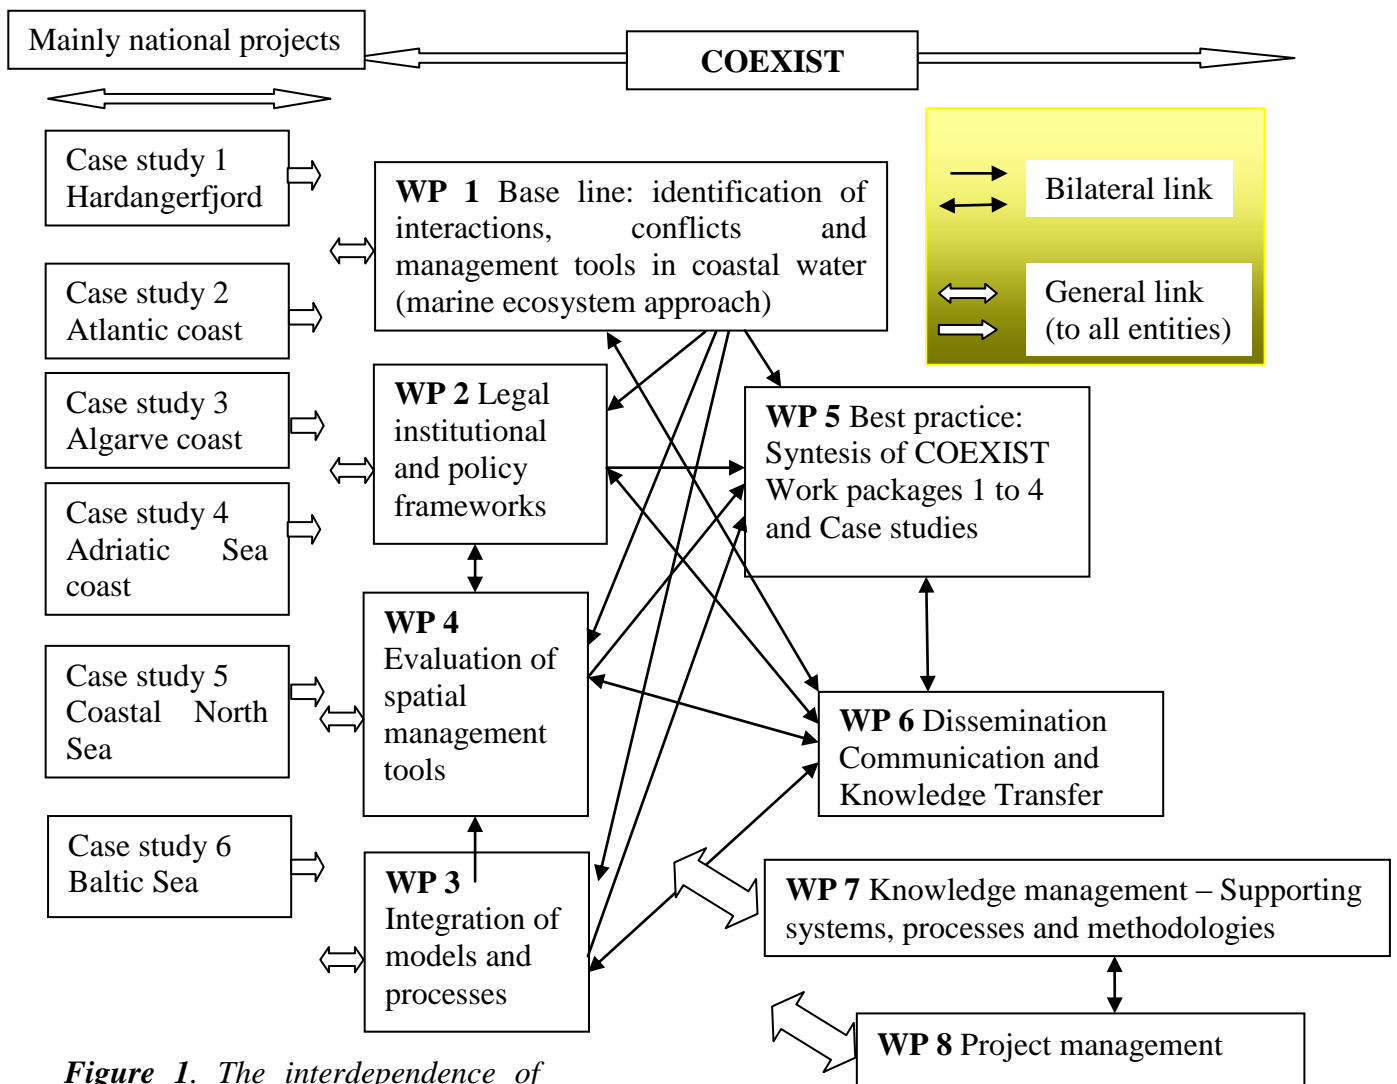 Mainly national projects
COEXIST
Case study 1
Hardangerfjord
Case study 2
Atlantic coast
Case study 3
Algarve coast
Case study 4
Adriatic Sea
coast
Case study 5
Coastal North
Sea
Case study 6
Baltic Sea
WP 1 Base line: identification of
interactions, conflicts and
management tools in coastal water
(marine ecosystem approach)
Bilateral link
General link
(to all entities)
WP 2 Legal
institutional
and policy
frameworks
WP 5 Best practice:
Syntesis of COEXIST
Work packages 1 to 4
and Case studies
WP 4
Evaluation of
spatial
management
tools
WP 6 Dissemination
Communication and
Knowledge Transfer
WP 3
Integration of
models and
processes
WP 7 Knowledge management – Supporting
systems, processes and methodologies
WP 8 Project management
Figure 1. The interdependence of